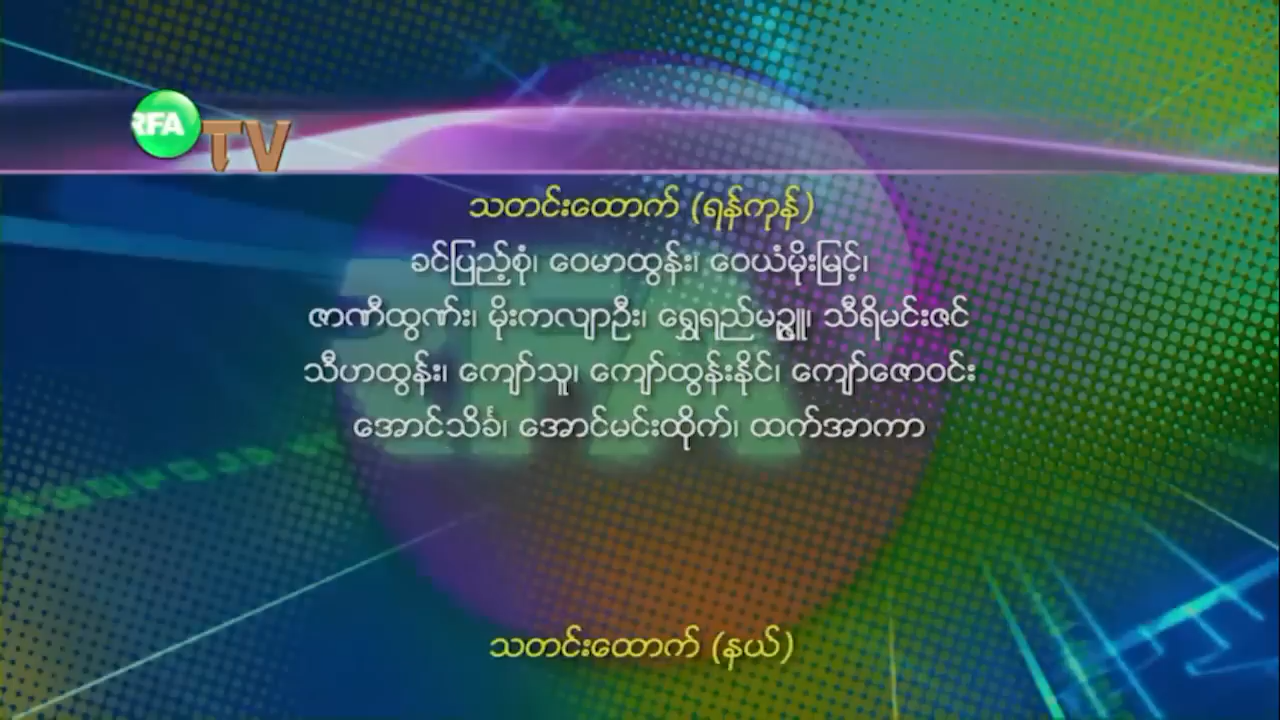 RFA
TV
သတင်းထောက် (ရန်ကုန်)
ခင်ပြည့်စုံ၊ ဝေမာထွန်း၊ ဝေယံမိုးမြင့်၊
ဇာဏီထွဏ်း၊ မိုးကလျာဦး၊ ရွှေရည်မဥ္ဇူ၊ သီရိမင်းဇင်
သီဟထွန်း၊ ကျော်သူ၊ ကျော်ထွန်းနိုင်၊ ကျော်ဇောဝင်း
အောင်သိင်္ခ၊ အောင်မင်းထိုက်၊ ထက်အာကာ
သတင်းထောက် (နယ်)